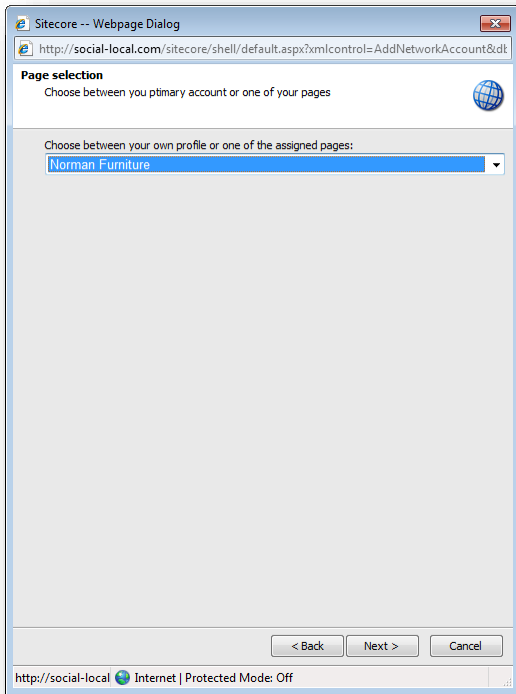 Sitecore -- Webpage Dialog
http://social-local.com/sitecore/shell/default.aspx?xmlcontrol=AddNetworkAccount&dt
Page selection
Choose between you ptimary account or one of your pages
Choose between your own profile or one of the assigned pages:
Norman Furniture
< Back Next > Cancel
http://social-local Internet | Protected Mode: Off